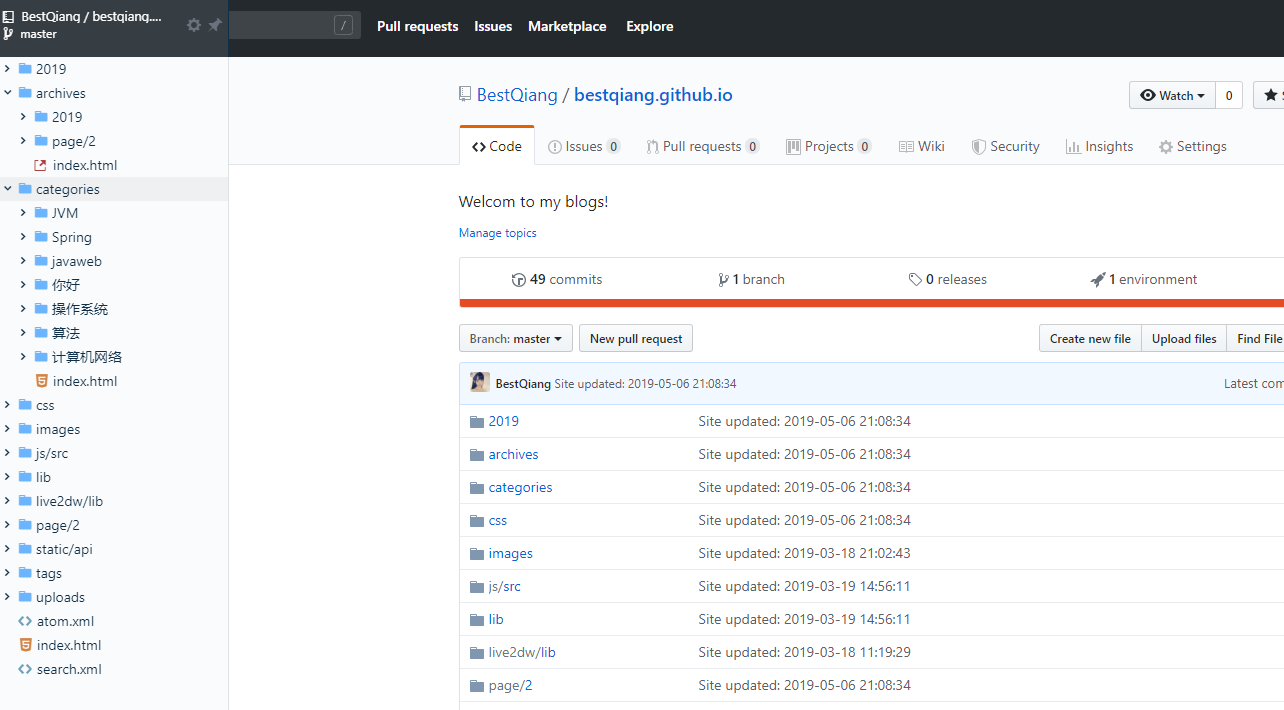 BestQiang / bestqiang....
master
/
Pull requests Issues Marketplace Explore
2019
archives
2019
page/2
index.html
categories
JVM
Spring
javaweb
你好
操作系统
算法
计算机网络
index.html
css
images
js/src
lib
live2dw/lib
page/2
static/api
tags
uploads
atom.xml
index.html
search.xml
BestQiang / bestqiang.github.io
Watch 0
Code Issues 0 Pull requests 0 Projects 0 Wiki Security Insights Settings
Welcom to my blogs!
Manage topics
49 commits 1 branch 0 releases 1 environment
Branch: master New pull request Create new file Upload files Find File
BestQiang Site updated: 2019-05-06 21:08:34 Latest com
2019 Site updated: 2019-05-06 21:08:34
archives Site updated: 2019-05-06 21:08:34
categories Site updated: 2019-05-06 21:08:34
css Site updated: 2019-05-06 21:08:34
images Site updated: 2019-03-18 21:02:43
js/src Site updated: 2019-03-19 14:56:11
lib Site updated: 2019-03-19 14:56:11
live2dw/lib Site updated: 2019-03-18 11:19:29
page/2 Site updated: 2019-05-06 21:08:34